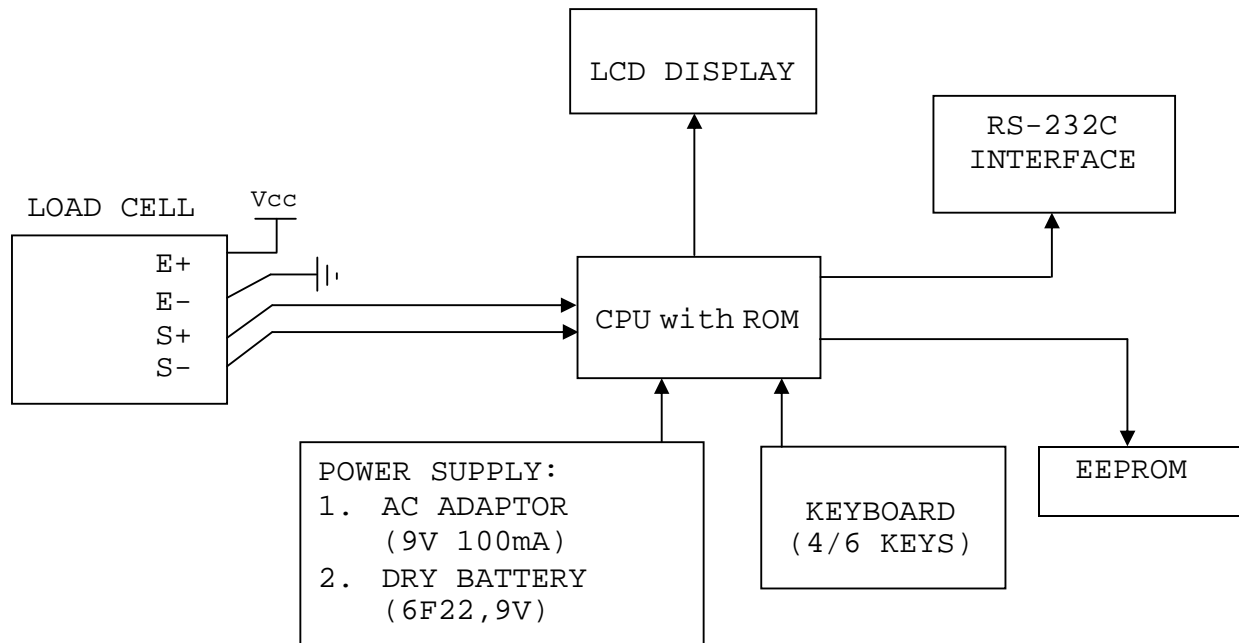 LCD DISPLAY
RS-232C
INTERFACE
LOAD CELL
Vcc
E+
E-
S+
S-
CPU with ROM
POWER SUPPLY:
1. AC ADAPTOR
(9V 100mA)
2. DRY BATTERY
(6F22,9V)
KEYBOARD
(4/6 KEYS)
EEPROM